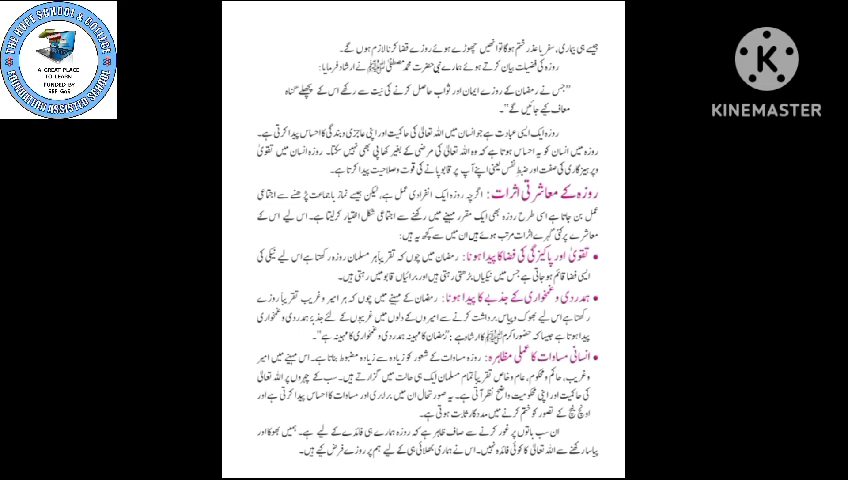 THE HOPE SCHOOL & COLLEGE
A GREAT PLACE
TO LEARN
FUNDED BY
FOUNDATION ASSISTED SCHOOL
K
KINEMASTER
جیسے ہی بیماری، سفر یا عذر ختم ہوگا تو انھیں چھوڑے ہوئے روزے قضا کرنا لازم ہوں گے۔
روزہ کی فضیلت بیان کرتے ہوئے ہمارے نبی حضرت محمد مصطفیٰ ﷺ نے ارشاد فرمایا:
”جس نے رمضان کے روزے ایمان اور ثواب حاصل کرنے کی نیت سے رکھے اس کے پچھلے گناہ
معاف کیے جائیں گے“۔
روزہ ایک ایسی عبادت ہے جو انسان میں اللہ تعالیٰ کی حاکمیت اور اپنی عاجزی و بندگی کا احساس پیدا کرتی ہے۔
روزہ میں انسان کو یہ احساس ہوتا ہے کہ وہ اللہ تعالیٰ کی مرضی کے بغیر کھا پی بھی نہیں سکتا۔ روزہ انسان میں تقویٰ
و پرہیزگاری کی صفت اور ضبطِ نفس یعنی اپنے آپ پر قابو پانے کی قوت و صلاحیت پیدا کرتا ہے۔
روزہ کے معاشرتی اثرات: اگرچہ روزہ ایک انفرادی عمل ہے، لیکن جیسے نماز باجماعت پڑھنے سے اجتماعی
عمل بن جاتا ہے اسی طرح روزہ بھی ایک مقرر مہینے میں رکھنے سے اجتماعی شکل اختیار کر لیتا ہے۔ اس لیے اس کے
معاشرے پر کئی گہرے اثرات مرتب ہوئے ہیں ان میں سے کچھ یہ ہیں:
• تقویٰ اور پاکیزگی کی فضا کا پیدا ہونا: رمضان میں چوں کہ تقریباً ہر مسلمان روزہ رکھتا ہے اس لیے نیکی کی
ایسی فضا قائم ہو جاتی ہے جس میں نیکیاں بڑھتی رہتی ہیں اور برائیاں قابو میں رہتی ہیں۔
• ہمدردی و غمخواری کے جذبے کا پیدا ہونا: رمضان کے مہینے میں چوں کہ ہر امیر و غریب تقریباً روزے
رکھتا ہے اس لیے بھوک و پیاس برداشت کرنے سے امیروں کے دلوں میں غریبوں کے لئے جذبۂ ہمدردی و غمخواری
پیدا ہوتا ہے جیسا کہ حضور اکرم ﷺ کا ارشاد ہے: ”رمضان کا مہینہ ہمدردی و غمخواری کا مہینہ ہے“۔
• انسانی مساوات کا عملی مظاہرہ: روزہ مساوات کے شعور کو زیادہ سے زیادہ مضبوط بناتا ہے۔ اس مہینے میں امیر
و غریب، حاکم و محکوم، عام و خاص تقریباً تمام مسلمان ایک ہی حالت میں گزارتے ہیں۔ سب کے چہروں پر اللہ تعالیٰ
کی حاکمیت اور اپنی محکومیت واضح نظر آتی ہے۔ یہ صورتحال ان میں برابری اور مساوات کا احساس پیدا کرتی ہے اور
اونچ نیچ کے تصور کو ختم کرنے میں مددگار ثابت ہوتی ہے۔
ان سب باتوں پر غور کرنے سے صاف ظاہر ہے کہ روزہ ہمارے ہی فائدے کے لیے ہے۔ ہمیں بھوکا اور
پیاسا رکھنے سے اللہ تعالیٰ کا کوئی فائدہ نہیں۔ اس نے ہماری بھلائی ہی کے لیے ہم پر روزے فرض کیے ہیں۔